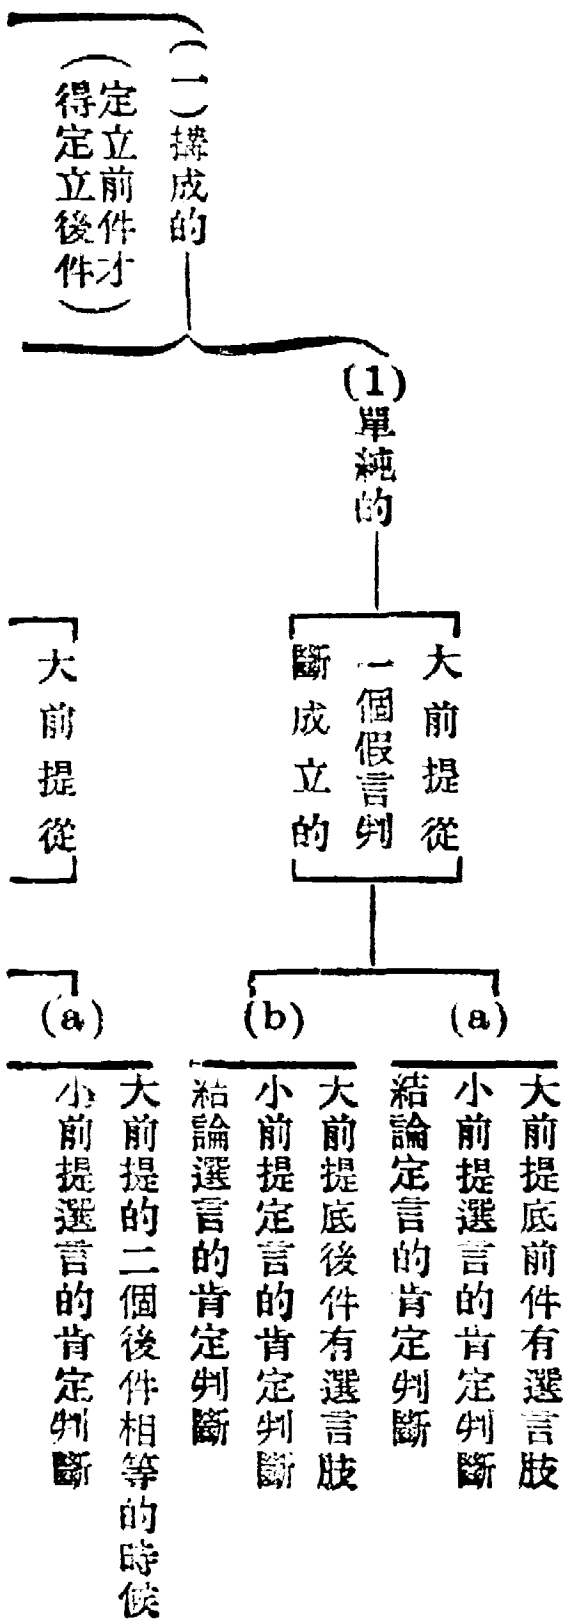 (一)構成的
(定立前件才
得定立後件)
(1)
單純的
大前提從
一個假言判
斷成立的
(a)
大前提底前件有選言肢
小前提選言的肯定判斷
結論定言的肯定判斷
(b)
大前提底後件有選言肢
小前提定言的肯定判斷
結論選言的肯定判斷
大前提從
(a)
大前提的二個後件相等的時候
小前提選言的肯定判斷